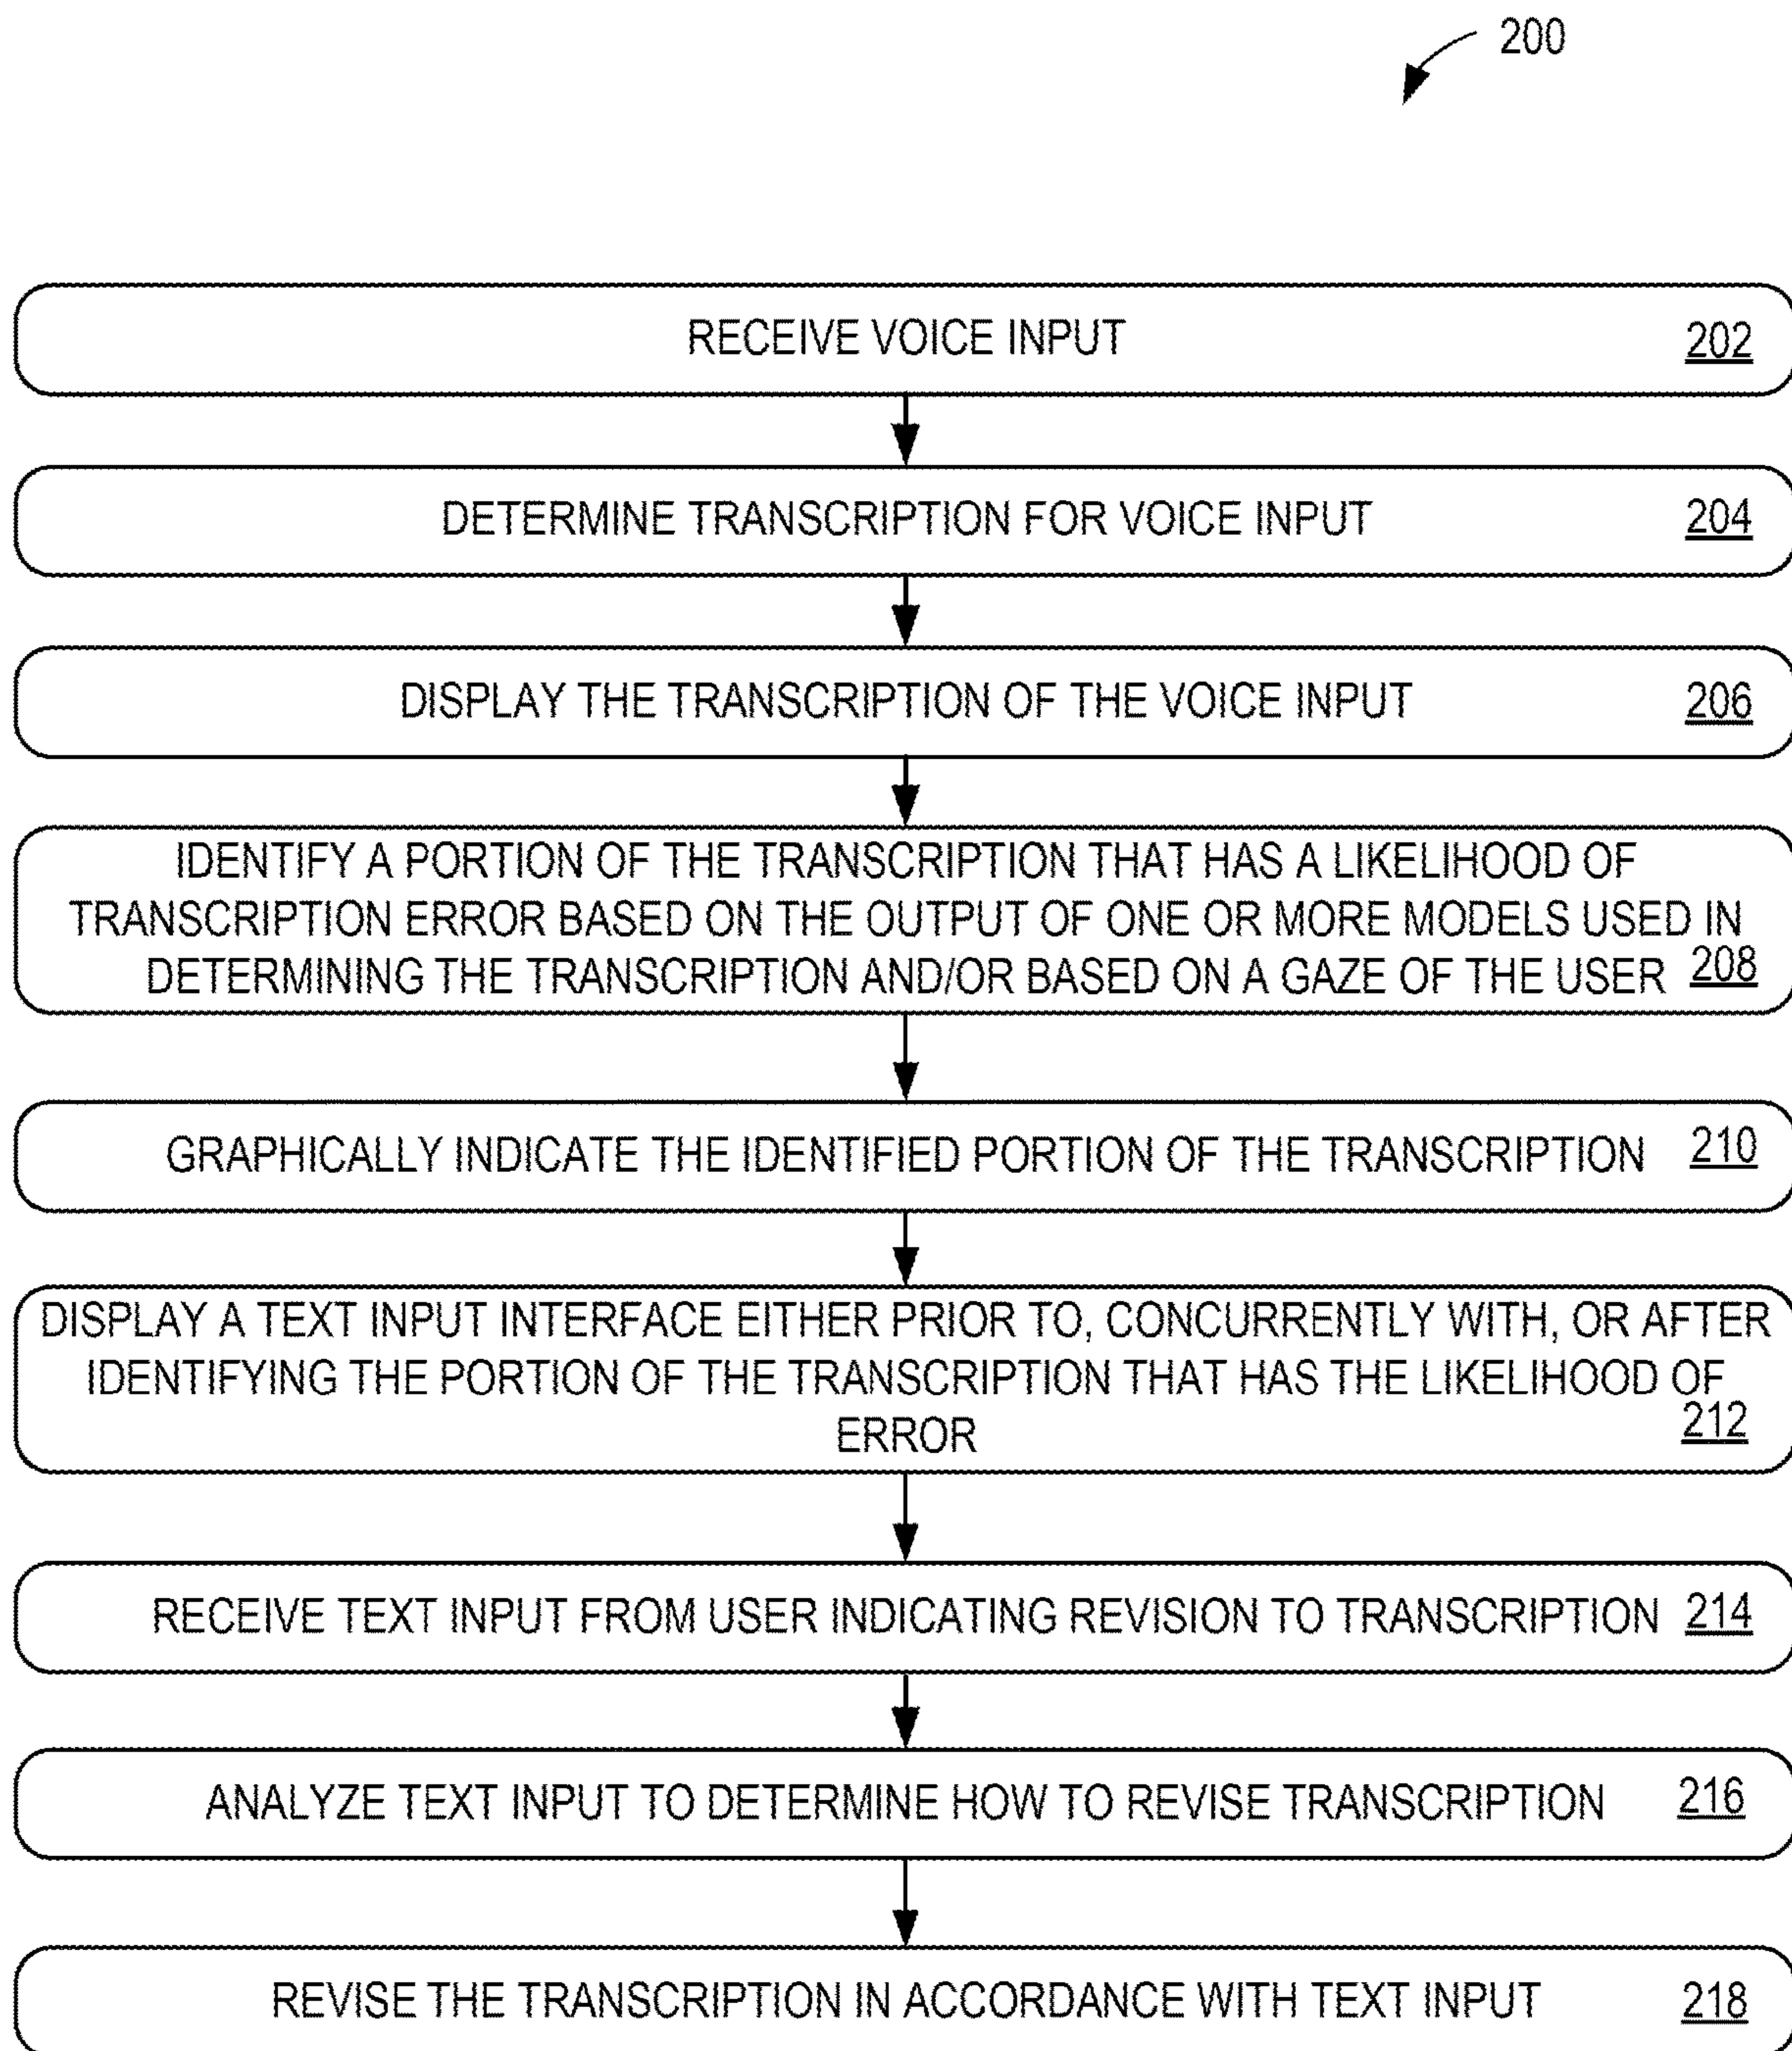 200
RECEIVE VOICE INPUT 202
DETERMINE TRANSCRIPTION FOR VOICE INPUT 204
DISPLAY THE TRANSCRIPTION OF THE VOICE INPUT 206
IDENTIFY A PORTION OF THE TRANSCRIPTION THAT HAS A LIKELIHOOD OF
TRANSCRIPTION ERROR BASED ON THE OUTPUT OF ONE OR MORE MODELS USED IN
DETERMINING THE TRANSCRIPTION AND/OR BASED ON A GAZE OF THE USER 208
GRAPHICALLY INDICATE THE IDENTIFIED PORTION OF THE TRANSCRIPTION 210
DISPLAY A TEXT INPUT INTERFACE EITHER PRIOR TO, CONCURRENTLY WITH, OR AFTER
IDENTIFYING THE PORTION OF THE TRANSCRIPTION THAT HAS THE LIKELIHOOD OF
ERROR 212
RECEIVE TEXT INPUT FROM USER INDICATING REVISION TO TRANSCRIPTION 214
ANALYZE TEXT INPUT TO DETERMINE HOW TO REVISE TRANSCRIPTION 216
REVISE THE TRANSCRIPTION IN ACCORDANCE WITH TEXT INPUT 218